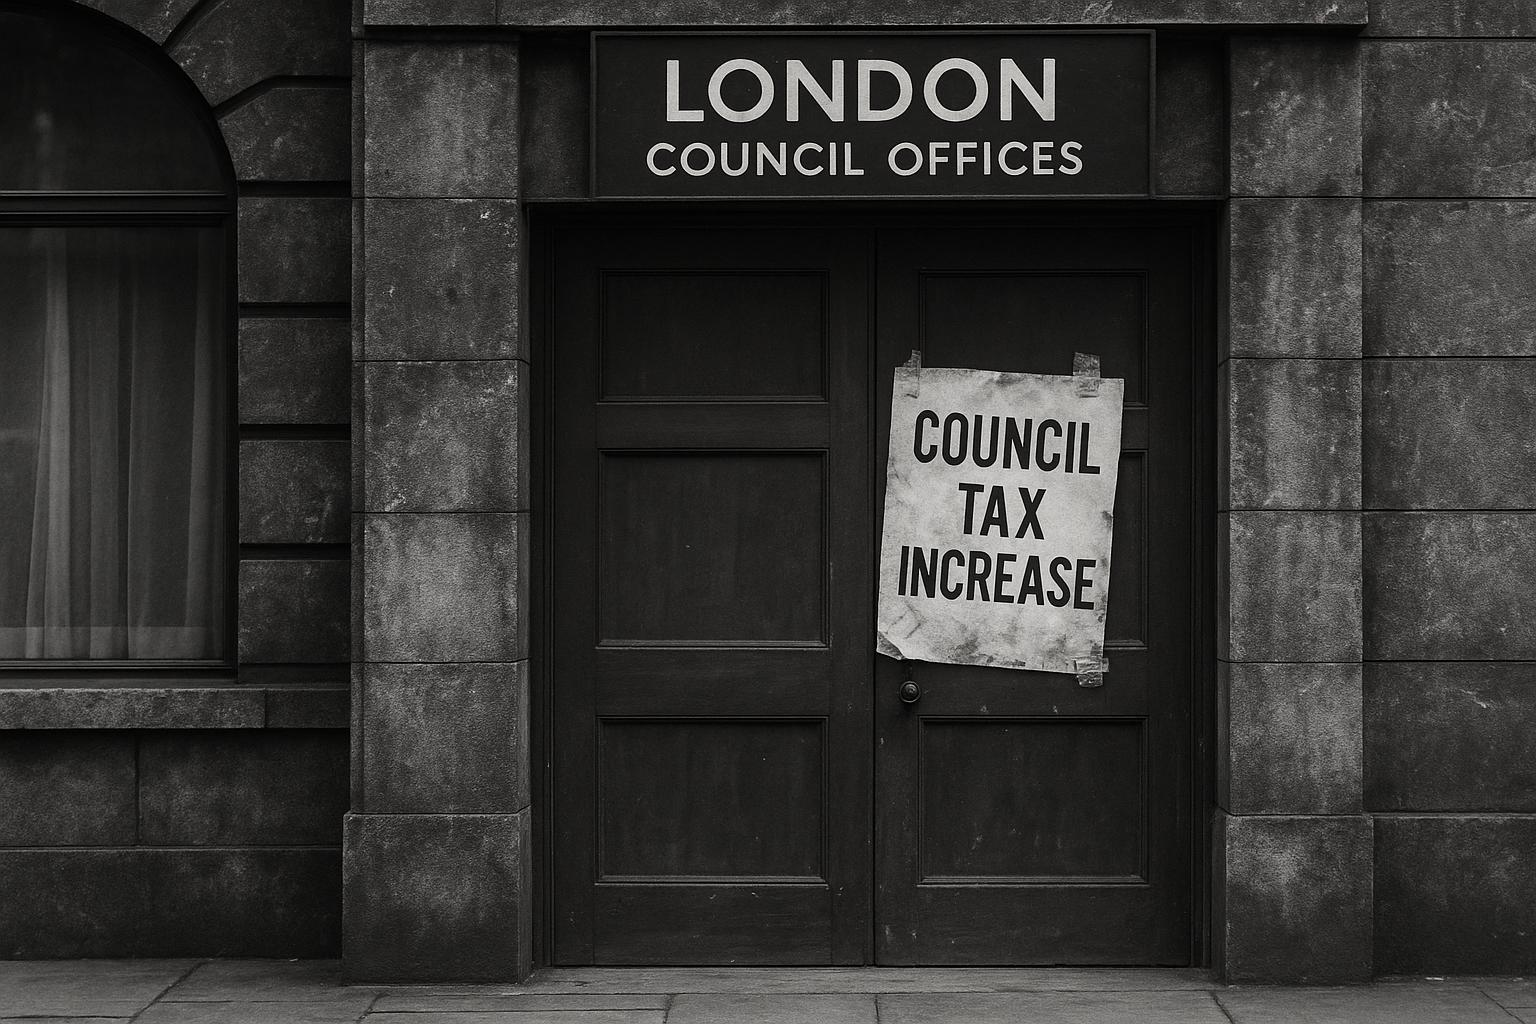 LONDON
COUNCIL OFFICES
COUNCIL
TAX
INCREASE